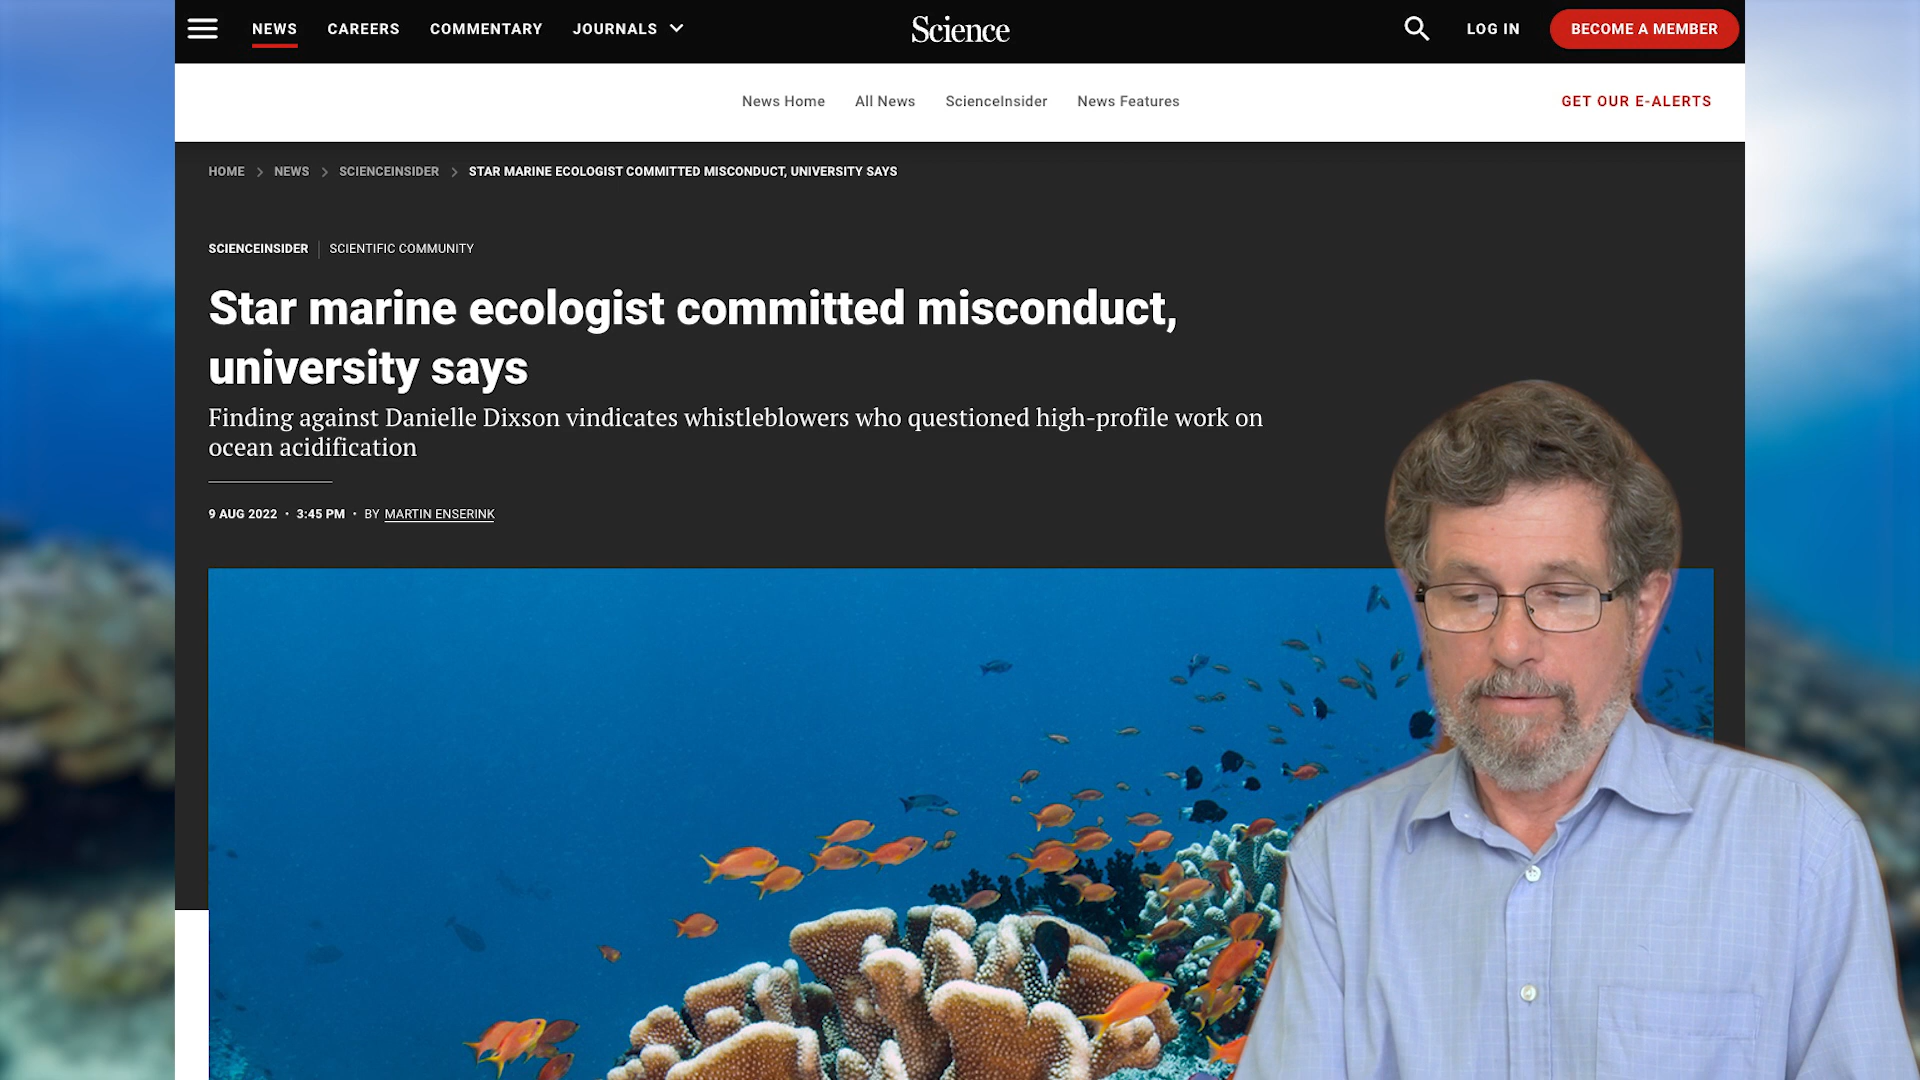 NEWS CAREERS COMMENTARY JOURNALS Science LOG IN BECOME A MEMBER
News Home All News ScienceInsider News Features GET OUR E-ALERTS
HOME > NEWS > SCIENCEINSIDER > STAR MARINE ECOLOGIST COMMITTED MISCONDUCT, UNIVERSITY SAYS
SCIENCEINSIDER | SCIENTIFIC COMMUNITY
Star marine ecologist committed misconduct,
university says
Finding against Danielle Dixson vindicates whistleblowers who questioned high-profile work on
ocean acidification
9 AUG 2022 · 3:45 PM · BY MARTIN ENSERINK